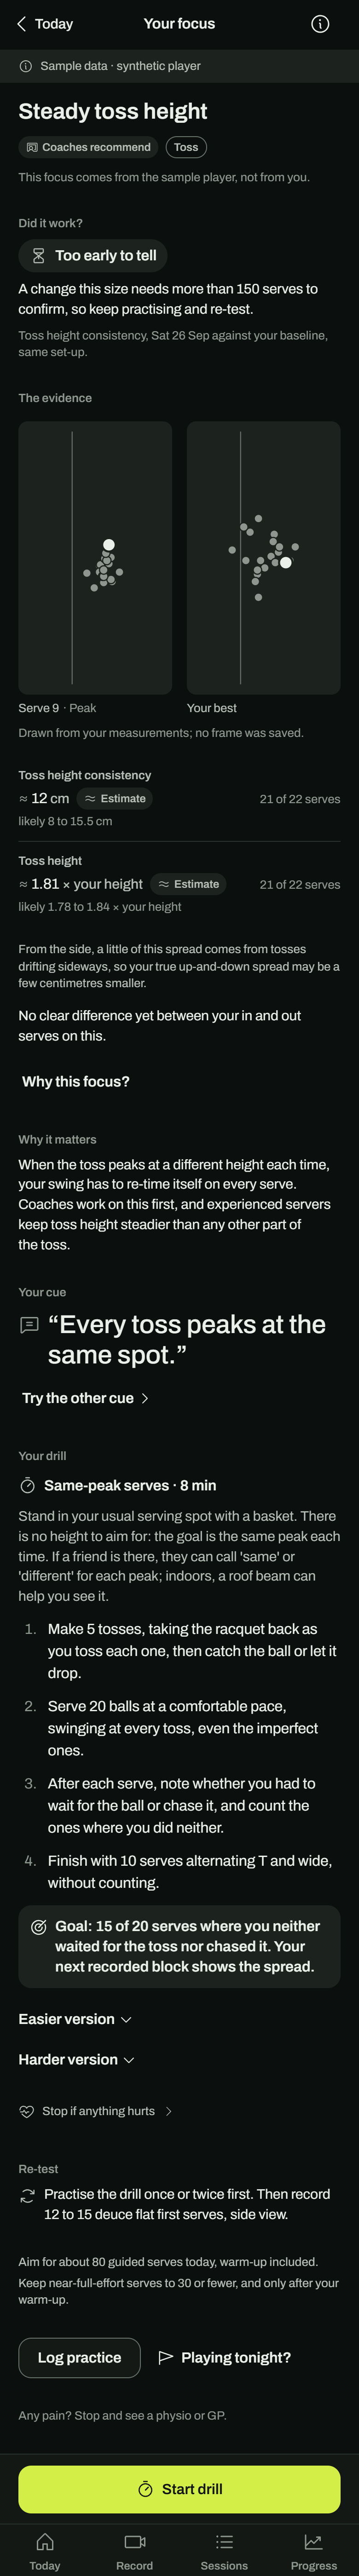 Today
Your focus
Sample data · synthetic player
Steady toss height
Coaches recommend
Toss
This focus comes from the sample player, not from you.
Did it work?
Too early to tell
A change this size needs more than 150 serves to
confirm, so keep practising and re-test.
Toss height consistency, Sat 26 Sep against your baseline,
same set-up.
The evidence
Serve 9 · Peak
Your best
Drawn from your measurements; no frame was saved.
Toss height consistency
≈ 12 cm
Estimate
21 of 22 serves
likely 8 to 15.5 cm
Toss height
≈ 1.81 × your height
Estimate
21 of 22 serves
likely 1.78 to 1.84 × your height
From the side, a little of this spread comes from tosses
drifting sideways, so your true up-and-down spread may be a
few centimetres smaller.
No clear difference yet between your in and out
serves on this.
Why this focus?
Why it matters
When the toss peaks at a different height each time,
your swing has to re-time itself on every serve.
Coaches work on this first, and experienced servers
keep toss height steadier than any other part of
the toss.
Your cue
“Every toss peaks at the
same spot.”
Try the other cue
Your drill
Same-peak serves · 8 min
Stand in your usual serving spot with a basket. There
is no height to aim for: the goal is the same peak each
time. If a friend is there, they can call 'same' or
'different' for each peak; indoors, a roof beam can
help you see it.
1. Make 5 tosses, taking the racquet back as
you toss each one, then catch the ball or let it
drop.
2. Serve 20 balls at a comfortable pace,
swinging at every toss, even the imperfect
ones.
3. After each serve, note whether you had to
wait for the ball or chase it, and count the
ones where you did neither.
4. Finish with 10 serves alternating T and wide,
without counting.
Goal: 15 of 20 serves where you neither
waited for the toss nor chased it. Your
next recorded block shows the spread.
Easier version
Harder version
Stop if anything hurts
Re-test
Practise the drill once or twice first. Then record
12 to 15 deuce flat first serves, side view.
Aim for about 80 guided serves today, warm-up included.
Keep near-full-effort serves to 30 or fewer, and only after your
warm-up.
Log practice
Playing tonight?
Any pain? Stop and see a physio or GP.
Start drill
Today
Record
Sessions
Progress